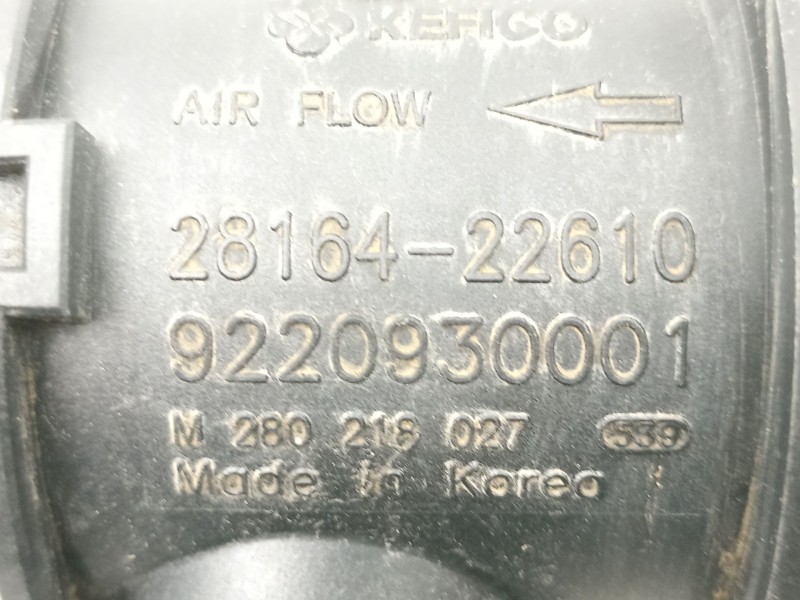 KEFICO
AIR FLOW
28164-22610
9220930001
M 280 218 027 539
Made in Korea